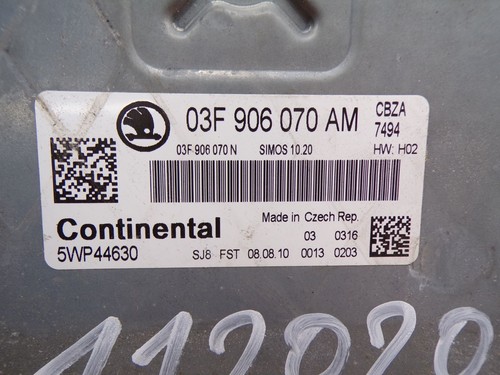 03F 906 070 AM
CBZA
7494
03F 906 070 N SIMOS 10.20 HW: H02
Continental
Made in Czech Rep.
03 0316
5WP44630
SJ8 FST 08.08.10 0013 0203